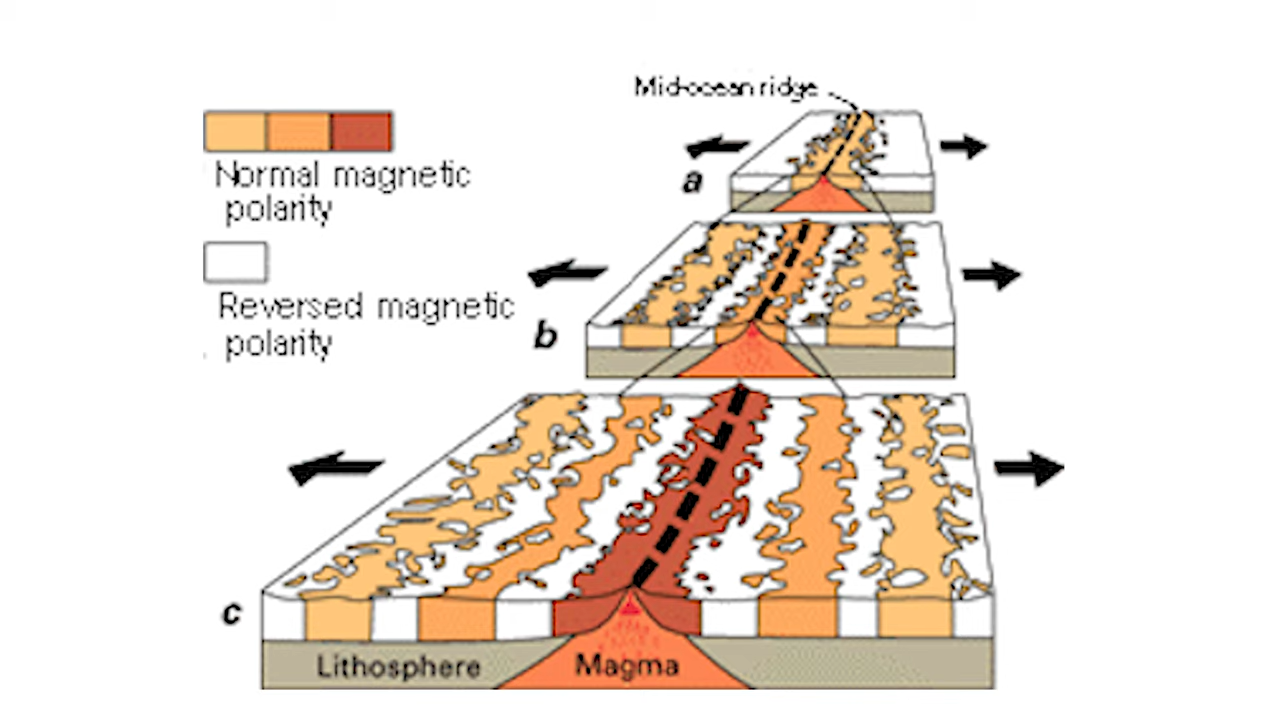 Mid-ocean ridge
Normal magnetic
polarity
a
Reversed magnetic
polarity
b
c
Lithosphere
Magma